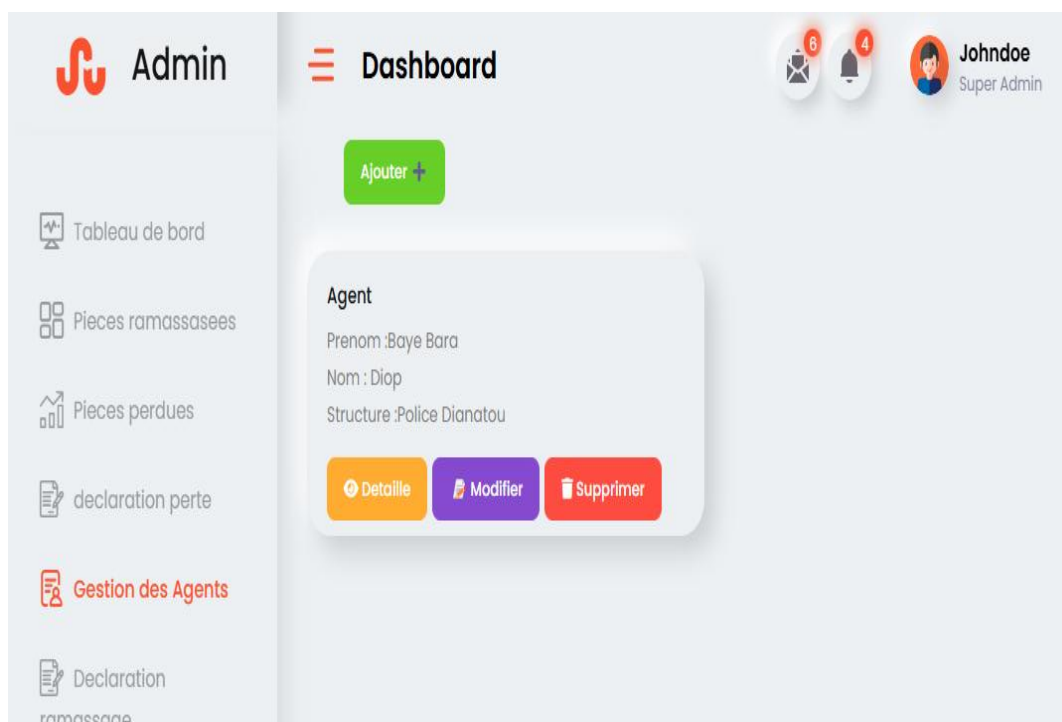 Admin
Dashboard
6
4
Johndoe
Super Admin
Ajouter +
Tableau de bord
Pieces ramassasees
Pieces perdues
declaration perte
Gestion des Agents
Declaration
ramassage
Agent
Prenom :Baye Bara
Nom : Diop
Structure :Police Dianatou
Detaille
Modifier
Supprimer